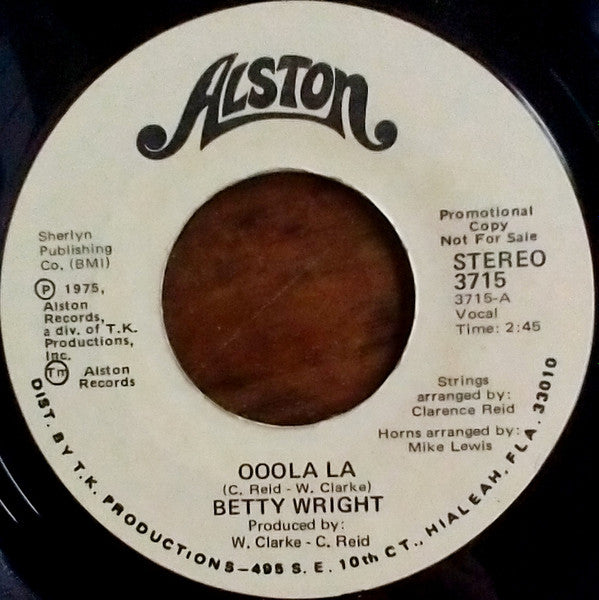 ALSTON
Sherlyn
Publishing
Co. (BMI)
℗ 1975,
Alston
Records,
a div. of T.K.
Productions,
Inc.
Tm Alston
Records
Promotional
Copy
Not For Sale
STEREO
3715
3715-A
Vocal
Time: 2:45
Strings
arranged by:
Clarence Reid
Horns arranged by:
Mike Lewis
OOOLA LA
(C. Reid - W. Clarke)
BETTY WRIGHT
Produced by:
W. Clarke - C. Reid
DIST. BY T.K. PRODUCTIONS—495 S. E. 10th CT., HIALEAH, FLA. 33010